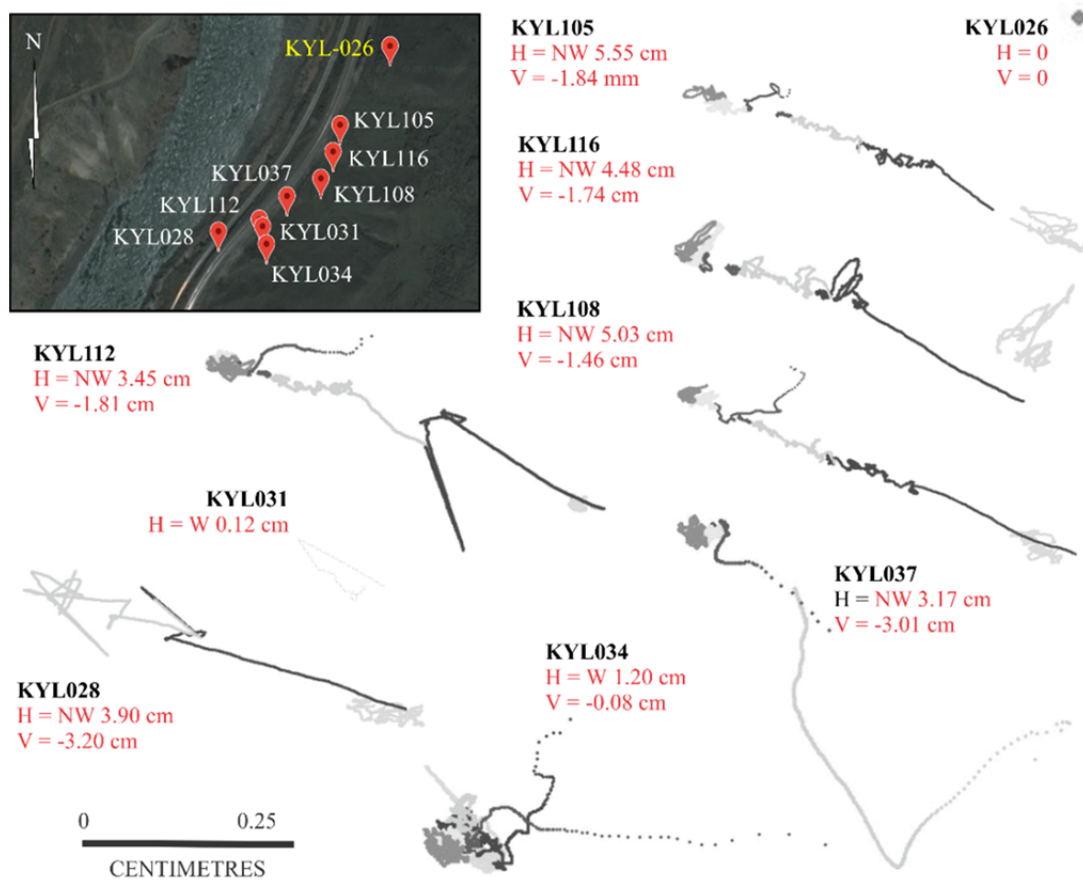 N
KYL-026
KYL105
KYL116
KYL037
KYL108
KYL112
KYL031
KYL028
KYL034
KYL105
H = NW 5.55 cm
V = -1.84 mm
KYL026
H = 0
V = 0
KYL116
H = NW 4.48 cm
V = -1.74 cm
KYL108
H = NW 5.03 cm
V = -1.46 cm
KYL112
H = NW 3.45 cm
V = -1.81 cm
KYL031
H = W 0.12 cm
KYL037
H = NW 3.17 cm
V = -3.01 cm
KYL034
H = W 1.20 cm
V = -0.08 cm
KYL028
H = NW 3.90 cm
V = -3.20 cm
0 0.25
CENTIMETRES